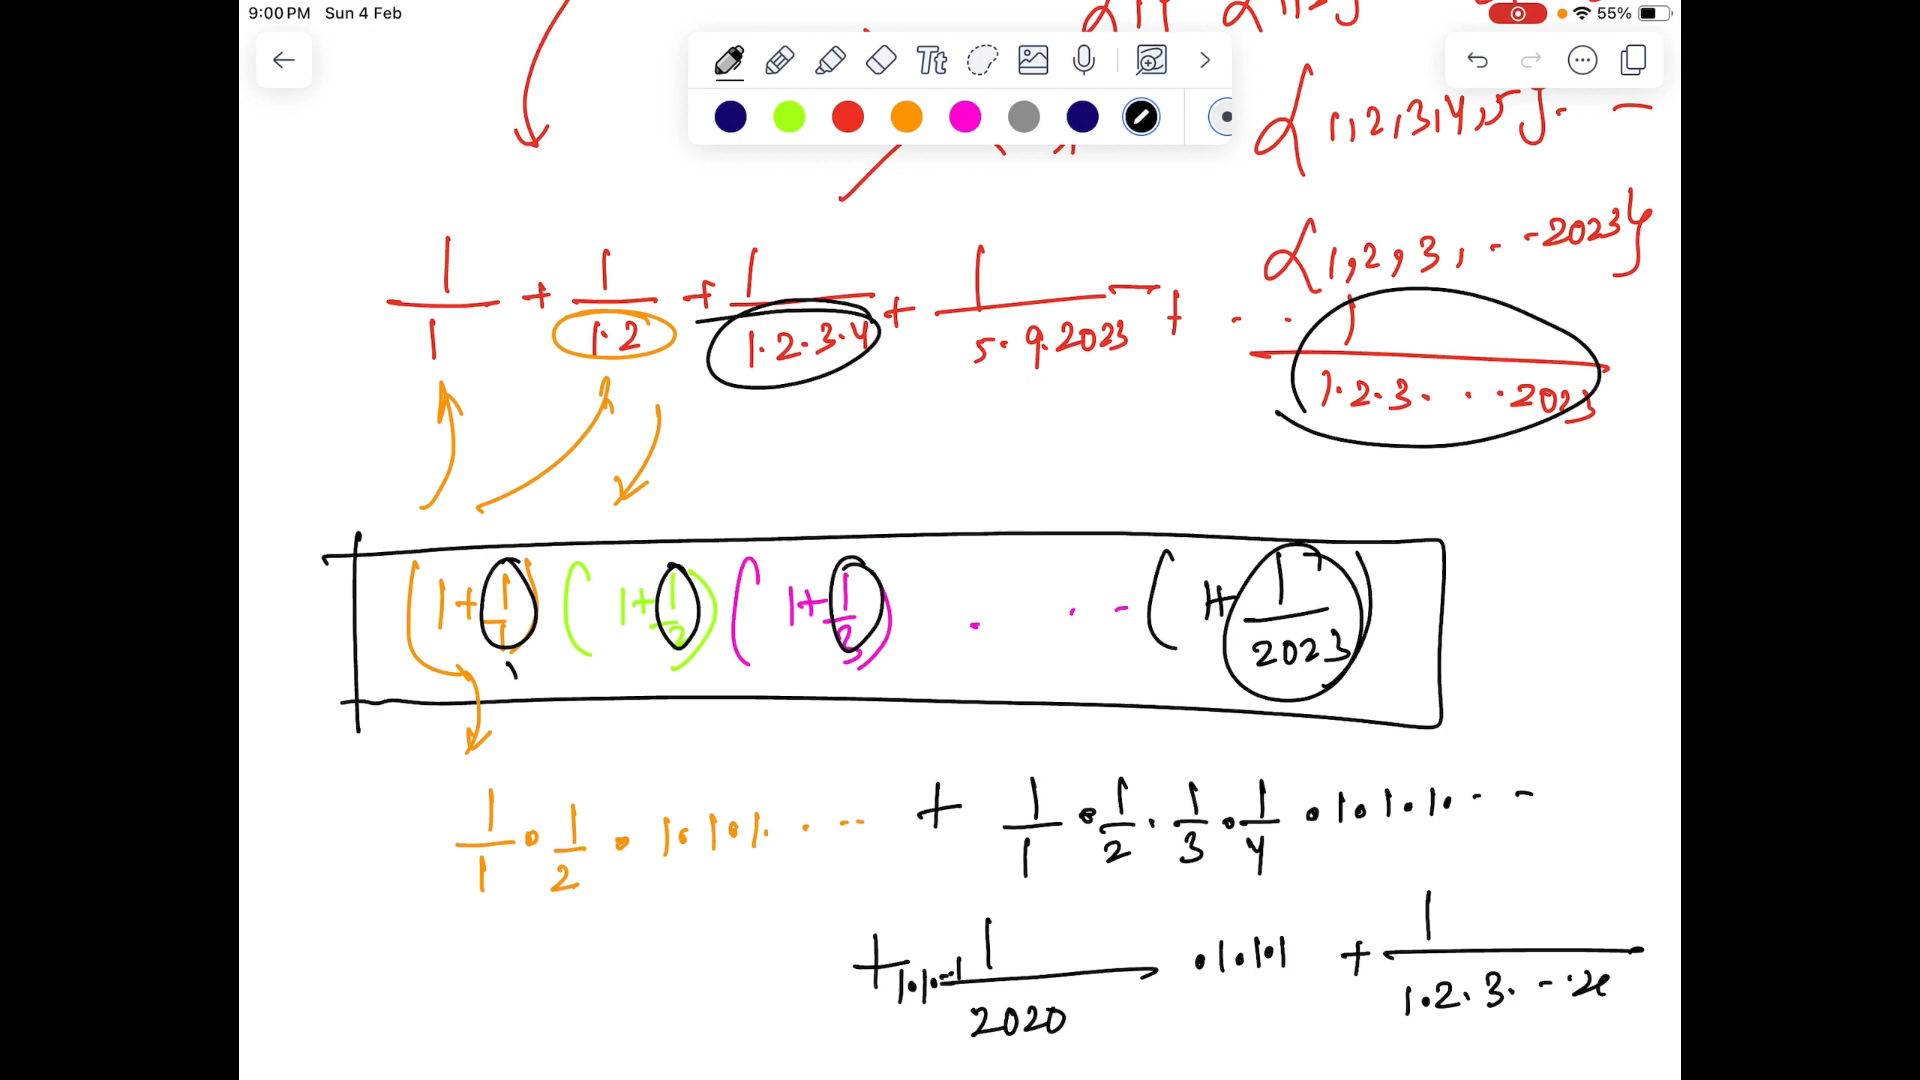 9:00 PM Sun 4 Feb 55%
Tt
{1,2,3,4,5}. -
{1,2,3, - -2023}
1/1 + 1/1·2 + 1/1·2·3·4 + 1/5·9·2023 - + · · 1/1·2·3· · ·2023
(1+1/1) (1+1/2) (1+1/3) · · - (1+1/2023)
1/1 · 1/2 · 1·1·1· · -- + 1/1 · 1/2 · 1/3 · 1/4 · 1·1·1· - -
+ 1·1·--1 1/2020 ·1·1·1 + 1/1·2·3· - ·2